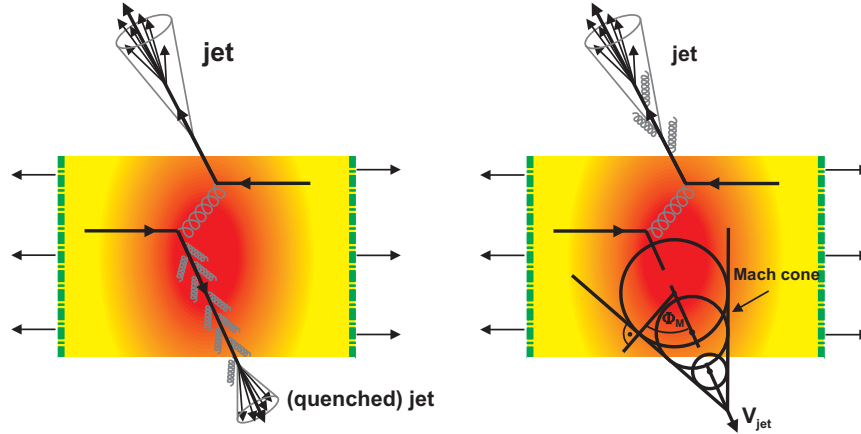 jet
(quenched) jet
jet
Mach cone
Φ_M
V_jet